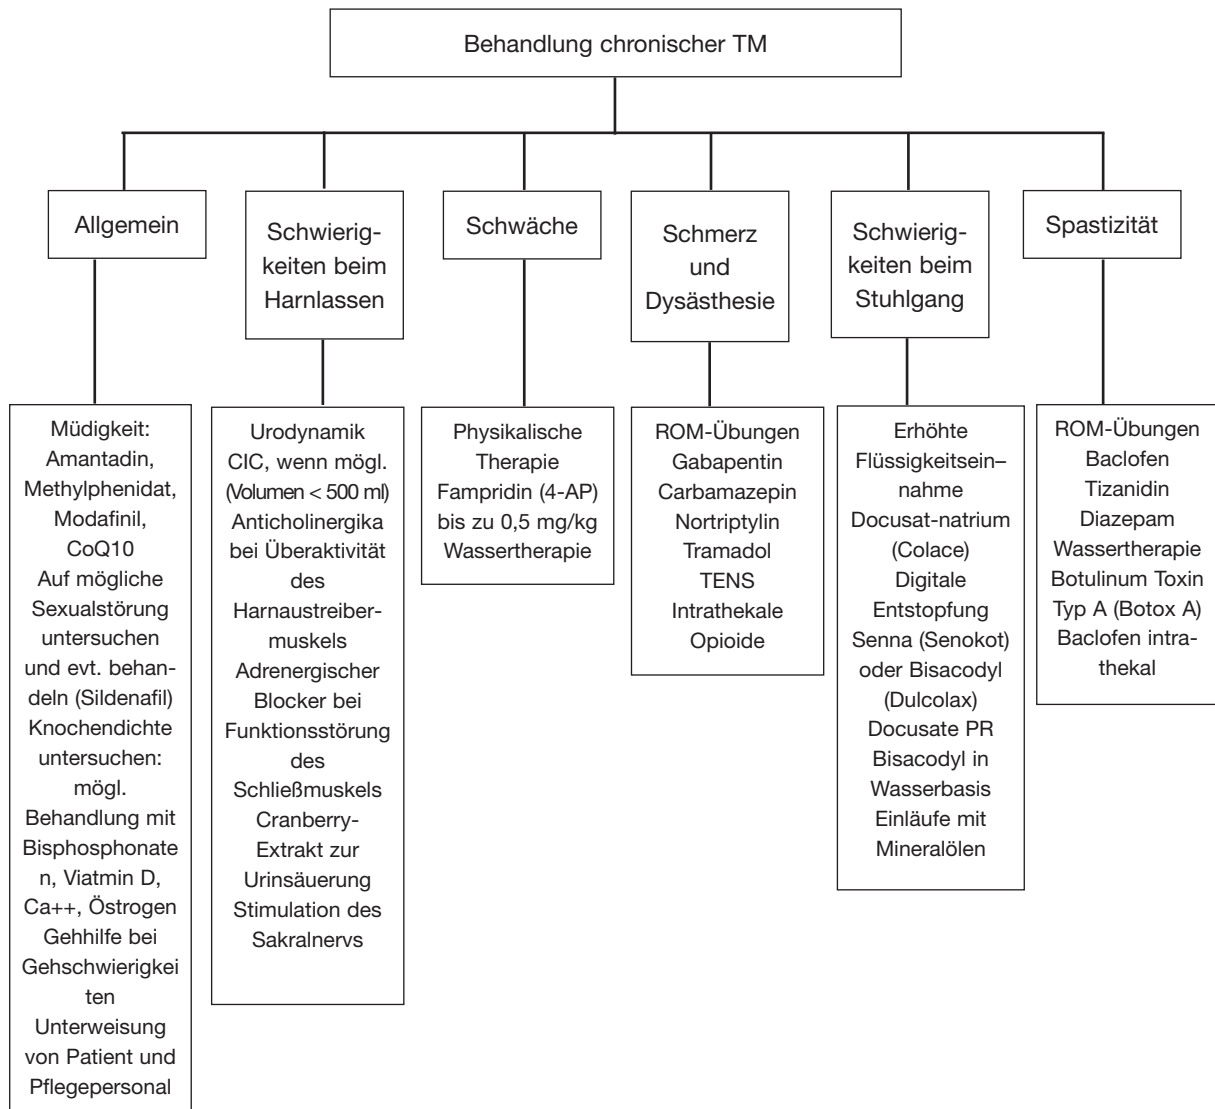 Behandlung chronischer TM
Allgemein
Schwierig-
keiten beim
Harnlassen
Schwäche
Schmerz
und
Dysästhesie
Schwierig-
keiten beim
Stuhlgang
Spastizität
Müdigkeit:
Amantadin,
Methylphenidat,
Modafinil,
CoQ10
Auf mögliche
Sexualstörung
untersuchen
und evt. behan-
deln (Sildenafil)
Knochendichte
untersuchen:
mögl.
Behandlung mit
Bisphosphonate
n, Viatmin D,
Ca++, Östrogen
Gehhilfe bei
Gehschwierigkei
ten
Unterweisung
von Patient und
Pflegepersonal
Urodynamik
CIC, wenn mögl.
(Volumen < 500 ml)
Anticholinergika
bei Überaktivität
des
Harnaustreiber-
muskels
Adrenergischer
Blocker bei
Funktionsstörung
des
Schließmuskels
Cranberry-
Extrakt zur
Urinsäuerung
Stimulation des
Sakralnervs
Physikalische
Therapie
Fampridin (4-AP)
bis zu 0,5 mg/kg
Wassertherapie
ROM-Übungen
Gabapentin
Carbamazepin
Nortriptylin
Tramadol
TENS
Intrathekale
Opioide
Erhöhte
Flüssigkeitsein–
nahme
Docusat-natrium
(Colace)
Digitale
Entstopfung
Senna (Senokot)
oder Bisacodyl
(Dulcolax)
Docusate PR
Bisacodyl in
Wasserbasis
Einläufe mit
Mineralölen
ROM-Übungen
Baclofen
Tizanidin
Diazepam
Wassertherapie
Botulinum Toxin
Typ A (Botox A)
Baclofen intra-
thekal